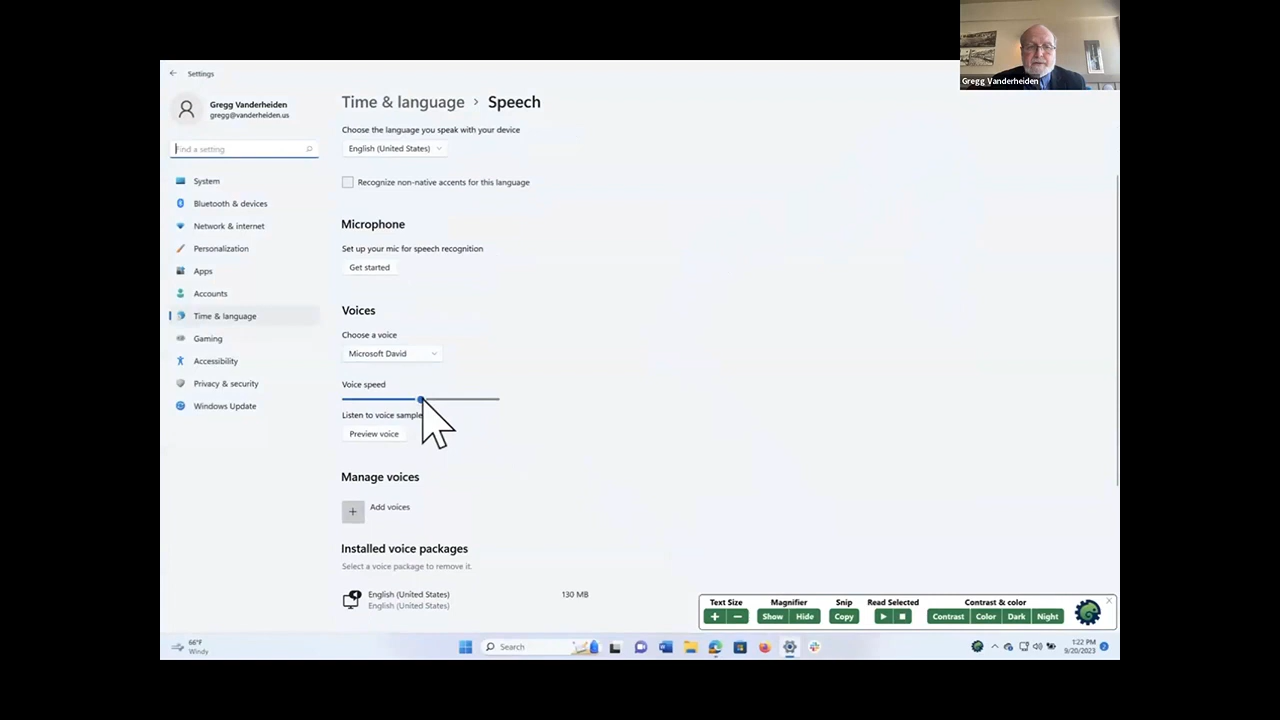 Gregg Vanderheiden
Settings
Gregg Vanderheiden
gregg@vanderheiden.us
Find a setting
System
Bluetooth & devices
Network & internet
Personalization
Apps
Accounts
Time & language
Gaming
Accessibility
Privacy & security
Windows Update
Time & language > Speech
Choose the language you speak with your device
English (United States)
Recognize non-native accents for this language
Microphone
Set up your mic for speech recognition
Get started
Voices
Choose a voice
Microsoft David
Voice speed
Listen to voice sample
Preview voice
Manage voices
+ Add voices
Installed voice packages
Select a voice package to remove it.
English (United States) 130 MB
English (United States)
Text Size Magnifier Snip Read Selected Contrast & color
+ − Show Hide Copy Contrast Color Dark Night
66°F
Windy
Search
1:22 PM
9/20/2023
2